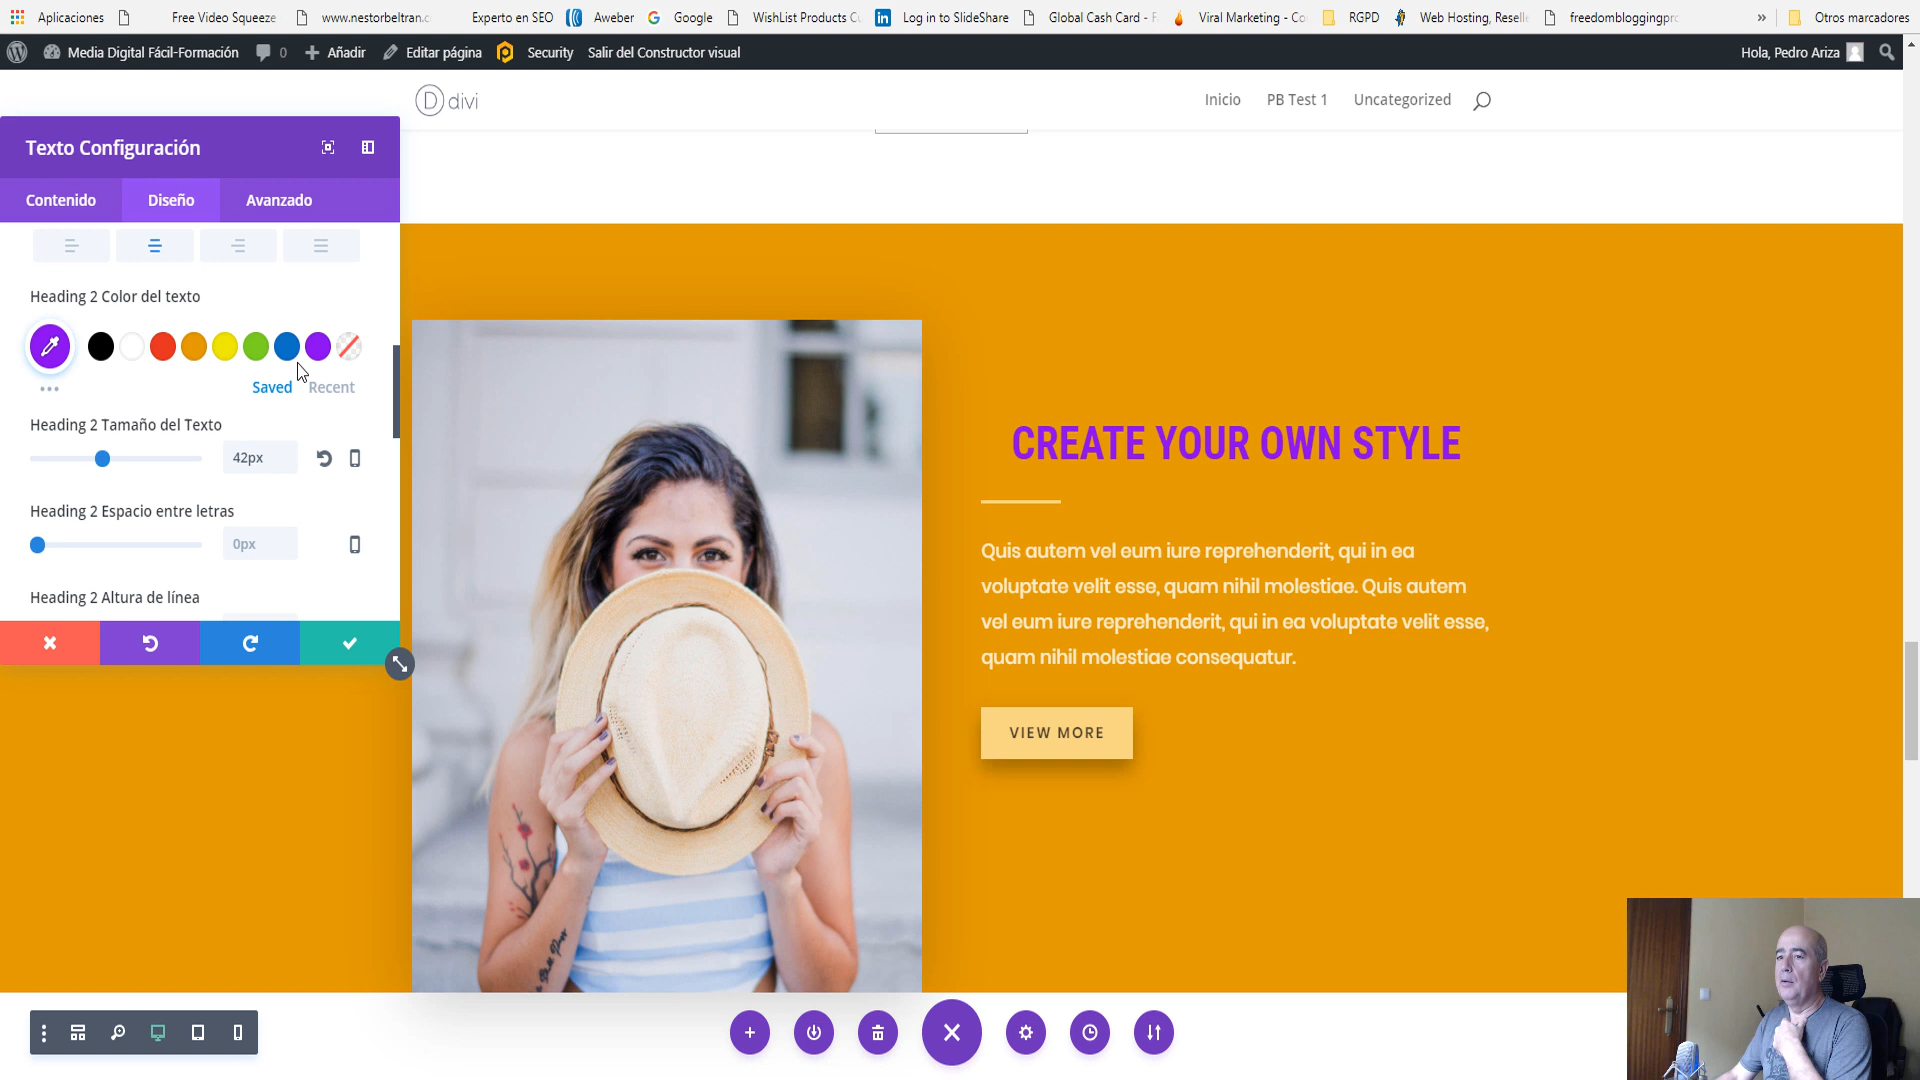 Aplicaciones
Free Video Squeeze
www.nestorbeltran.c
Experto en SEO
Aweber
Google
WishList Products Cu
Log in to SlideShare
Global Cash Card - F
Viral Marketing - Co
RGPD
Web Hosting, Reselle
freedombloggingpro
»
Otros marcadores
Media Digital Fácil-Formación
0
Añadir
Editar página
Security
Salir del Constructor visual
Hola, Pedro Ariza
D divi
Inicio
PB Test 1
Uncategorized
Texto Configuración
Contenido
Diseño
Avanzado
Heading 2 Color del texto
Saved
Recent
Heading 2 Tamaño del Texto
42px
Heading 2 Espacio entre letras
0px
Heading 2 Altura de línea
CREATE YOUR OWN STYLE
Quis autem vel eum iure reprehenderit, qui in ea
voluptate velit esse, quam nihil molestiae. Quis autem
vel eum iure reprehenderit, qui in ea voluptate velit esse,
quam nihil molestiae consequatur.
VIEW MORE